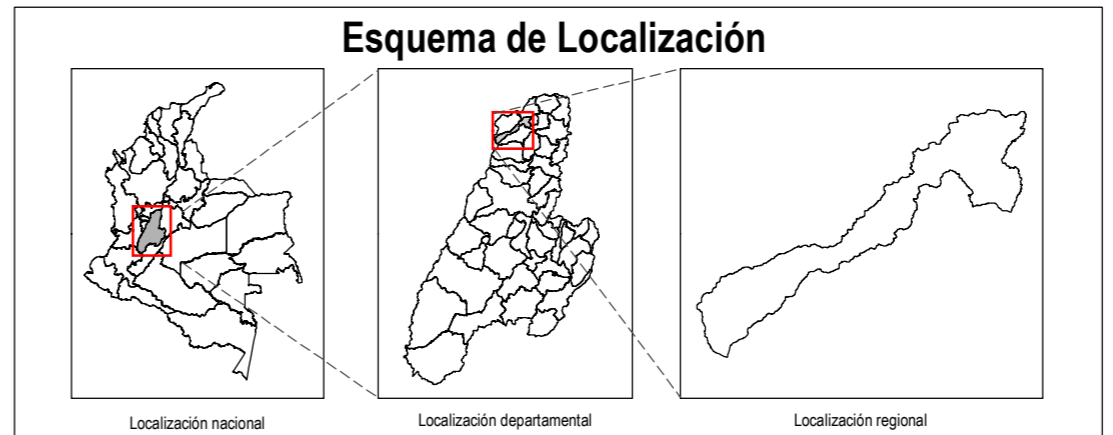 Esquema de Localización
Localización nacional
Localización departamental
Localización regional